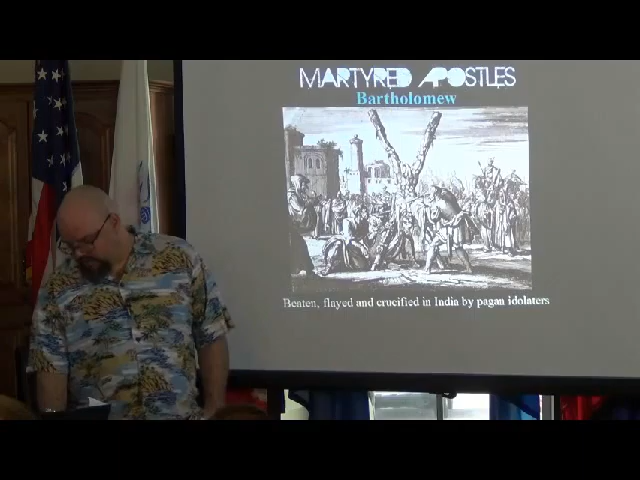 MARTYRED APOSTLES
Bartholomew
Beaten, flayed and crucified in India by pagan idolaters